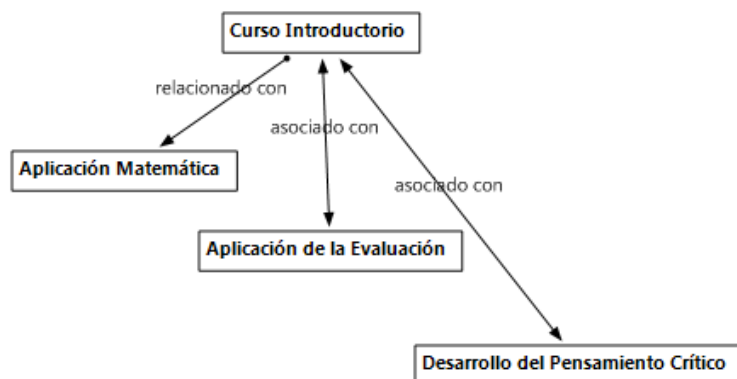 Curso Introductorio
relacionado con
asociado con
Aplicación Matemática
asociado con
Aplicación de la Evaluación
Desarrollo del Pensamiento Crítico